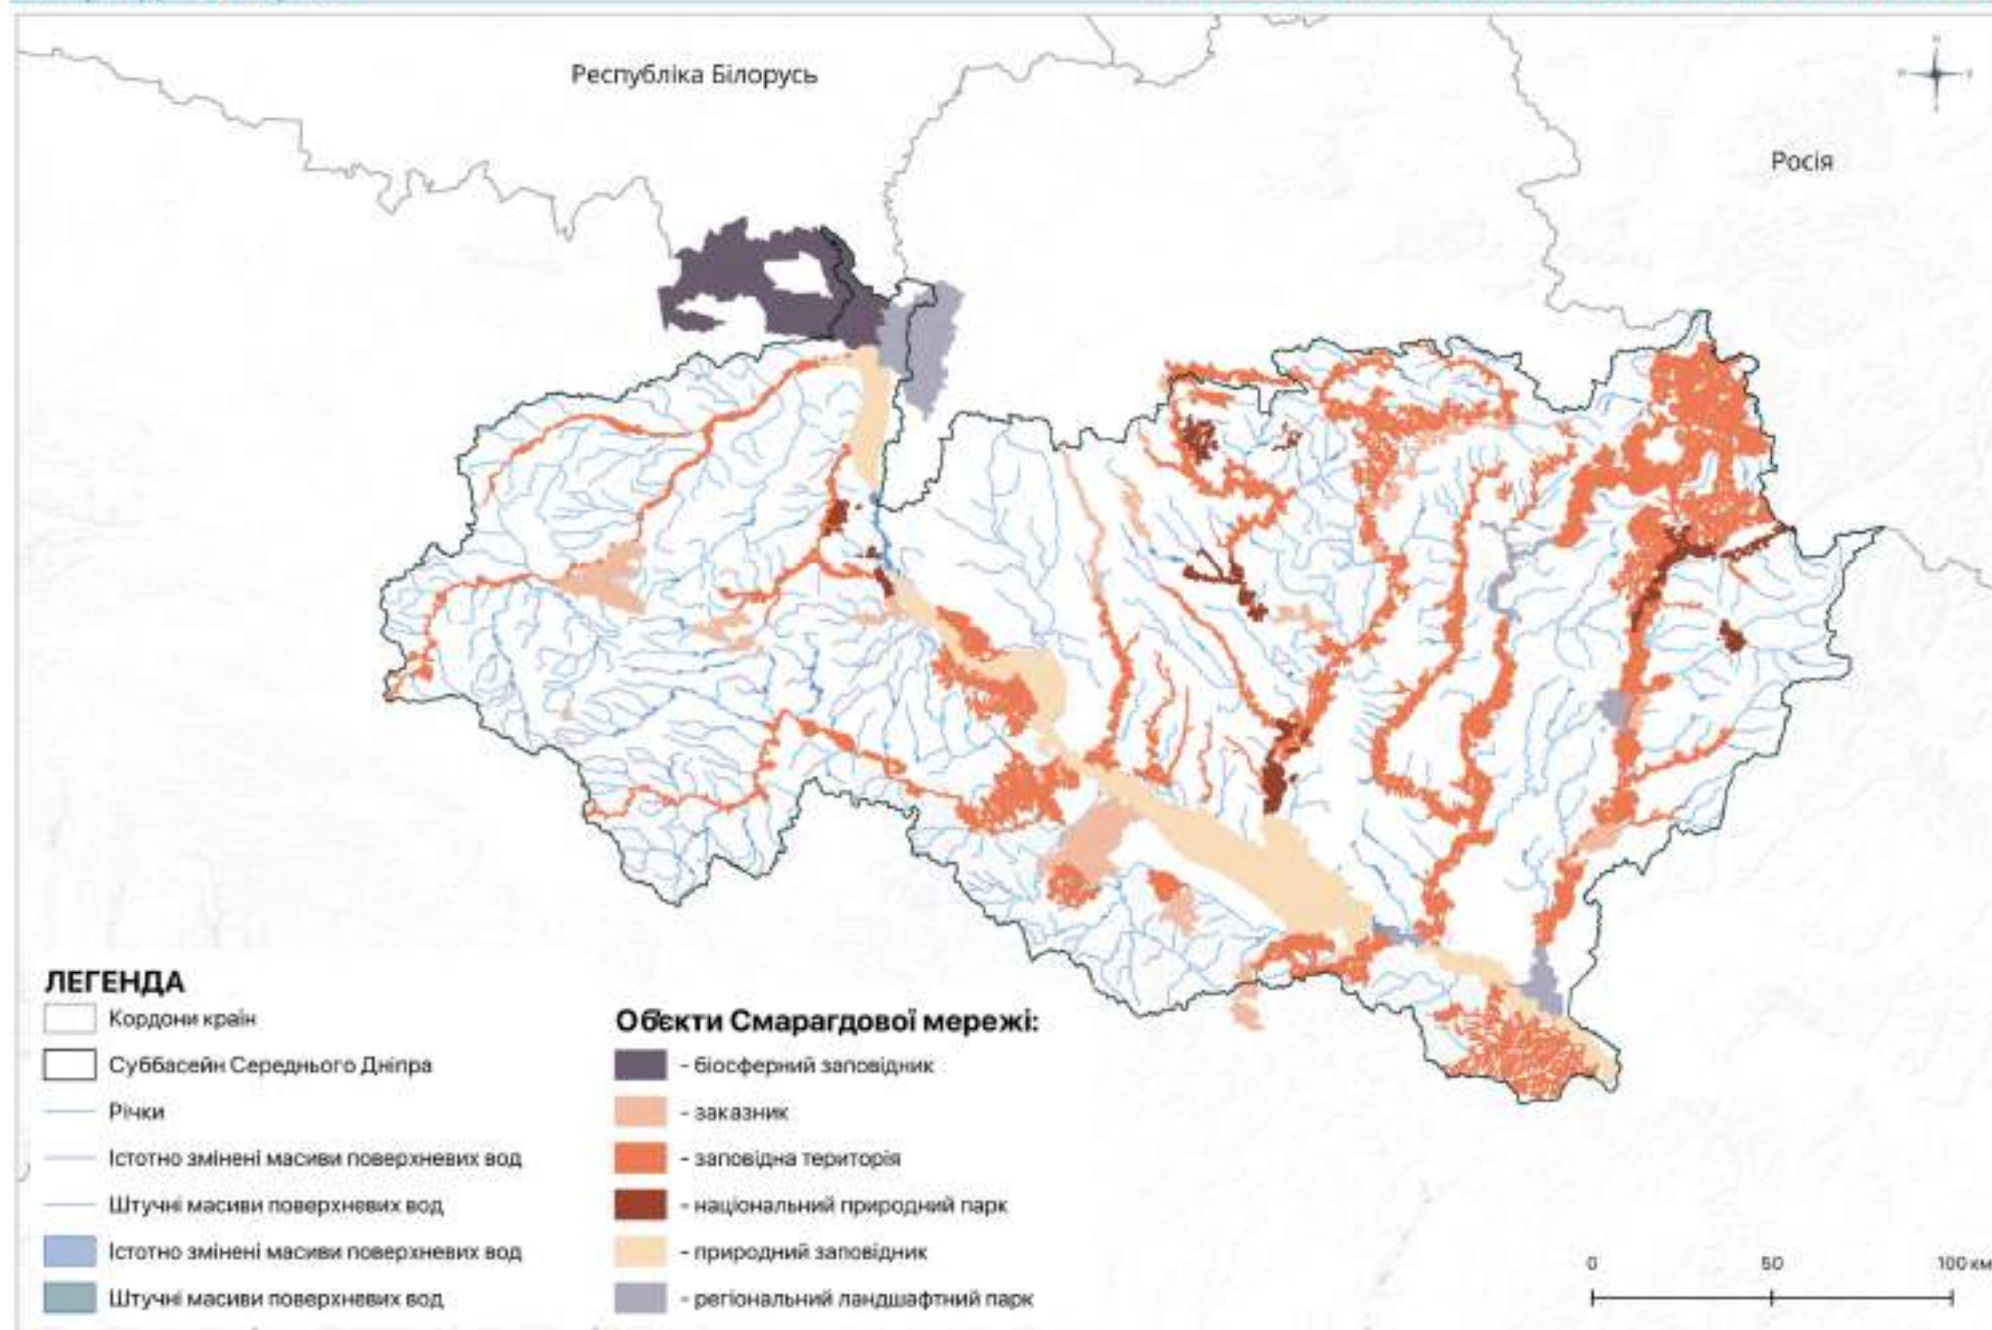 Республіка Білорусь
Росія
ЛЕГЕНДА
Кордони країн
Суббасейн Середнього Дніпра
Річки
Істотно змінені масиви поверхневих вод
Штучні масиви поверхневих вод
Істотно змінені масиви поверхневих вод
Штучні масиви поверхневих вод
Обєкти Смарагдової мережі:
- біосферний заповідник
- заказник
- заповідна територія
- національний природний парк
- природний заповідник
- регіональний ландшафтний парк
0 50 100 км